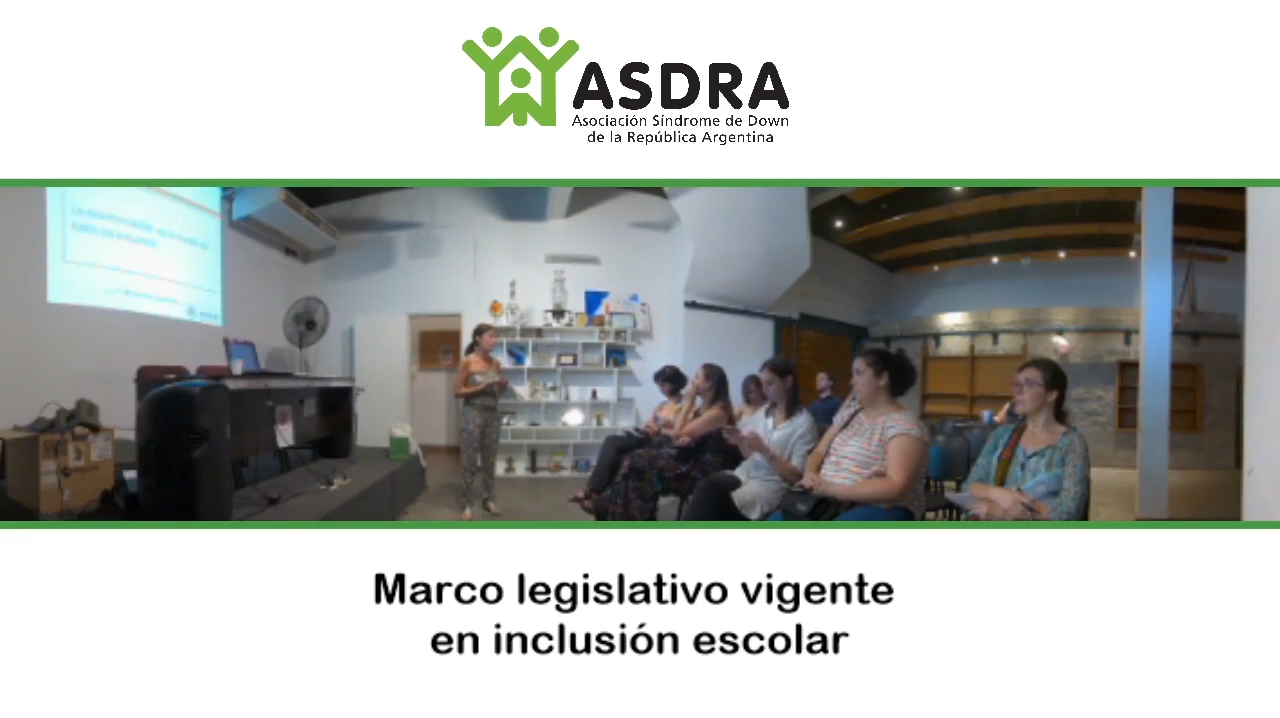 ASDRA
Asociación Síndrome de Down
de la República Argentina
Marco legislativo vigente
en inclusión escolar